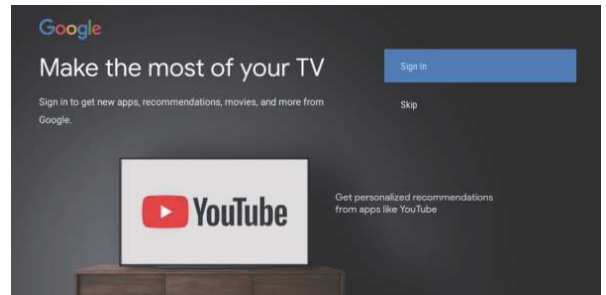 Google
Make the most of your TV
Sign in to get new apps, recommendations, movies, and more from
Google.
Sign In
Skip
YouTube
Get personalized recommendations
from apps like YouTube